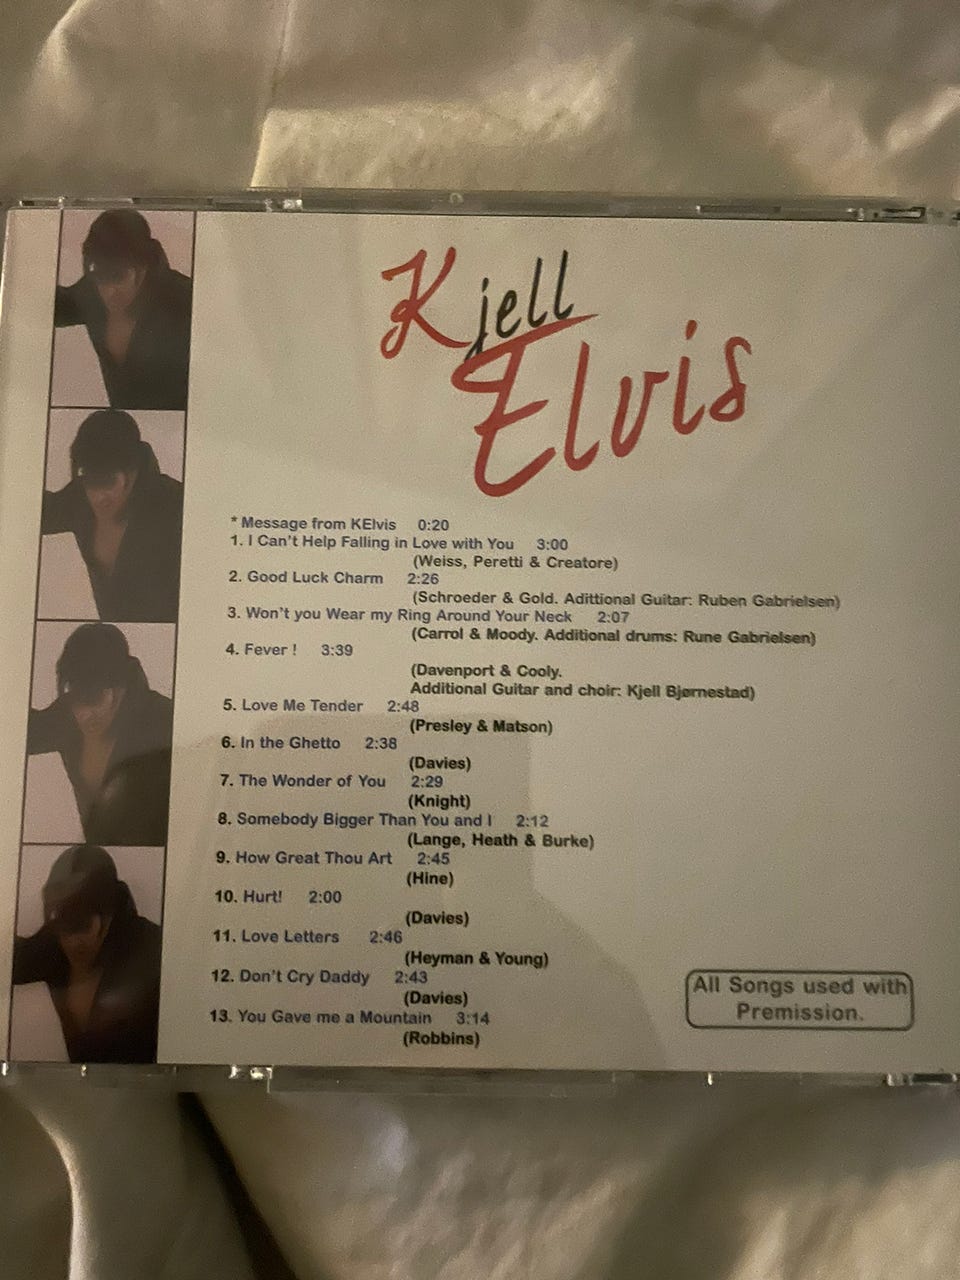 Kjell
Elvis
* Message from KElvis 0:20
1. I Can't Help Falling in Love with You 3:00
(Weiss, Peretti & Creatore)
2. Good Luck Charm 2:26
(Schroeder & Gold. Adittional Guitar: Ruben Gabrielsen)
3. Won't you Wear my Ring Around Your Neck 2:07
(Carrol & Moody. Additional drums: Rune Gabrielsen)
4. Fever ! 3:39
(Davenport & Cooly.
Additional Guitar and choir: Kjell Bjørnestad)
5. Love Me Tender 2:48
(Presley & Matson)
6. In the Ghetto 2:38
(Davies)
7. The Wonder of You 2:29
(Knight)
8. Somebody Bigger Than You and I 2:12
(Lange, Heath & Burke)
9. How Great Thou Art 2:45
(Hine)
10. Hurt! 2:00
(Davies)
11. Love Letters 2:46
(Heyman & Young)
12. Don't Cry Daddy 2:43
(Davies)
13. You Gave me a Mountain 3:14
(Robbins)
All Songs used with
Premission.